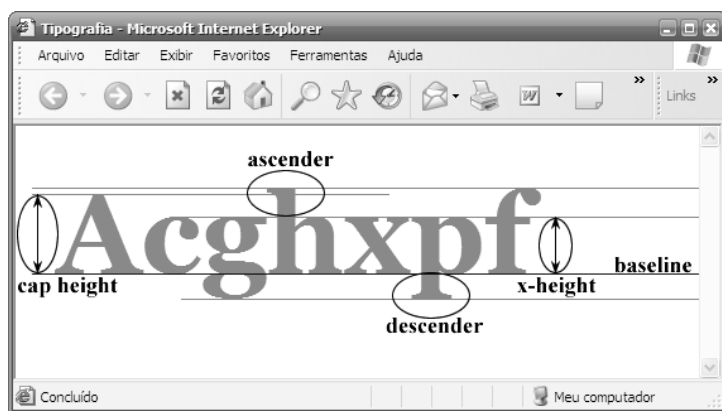 Tipografia - Microsoft Internet Explorer
Arquivo Editar Exibir Favoritos Ferramentas Ajuda
W » Links »
ascender
Acghxpf
baseline
cap height x-height
descender
Concluído Meu computador